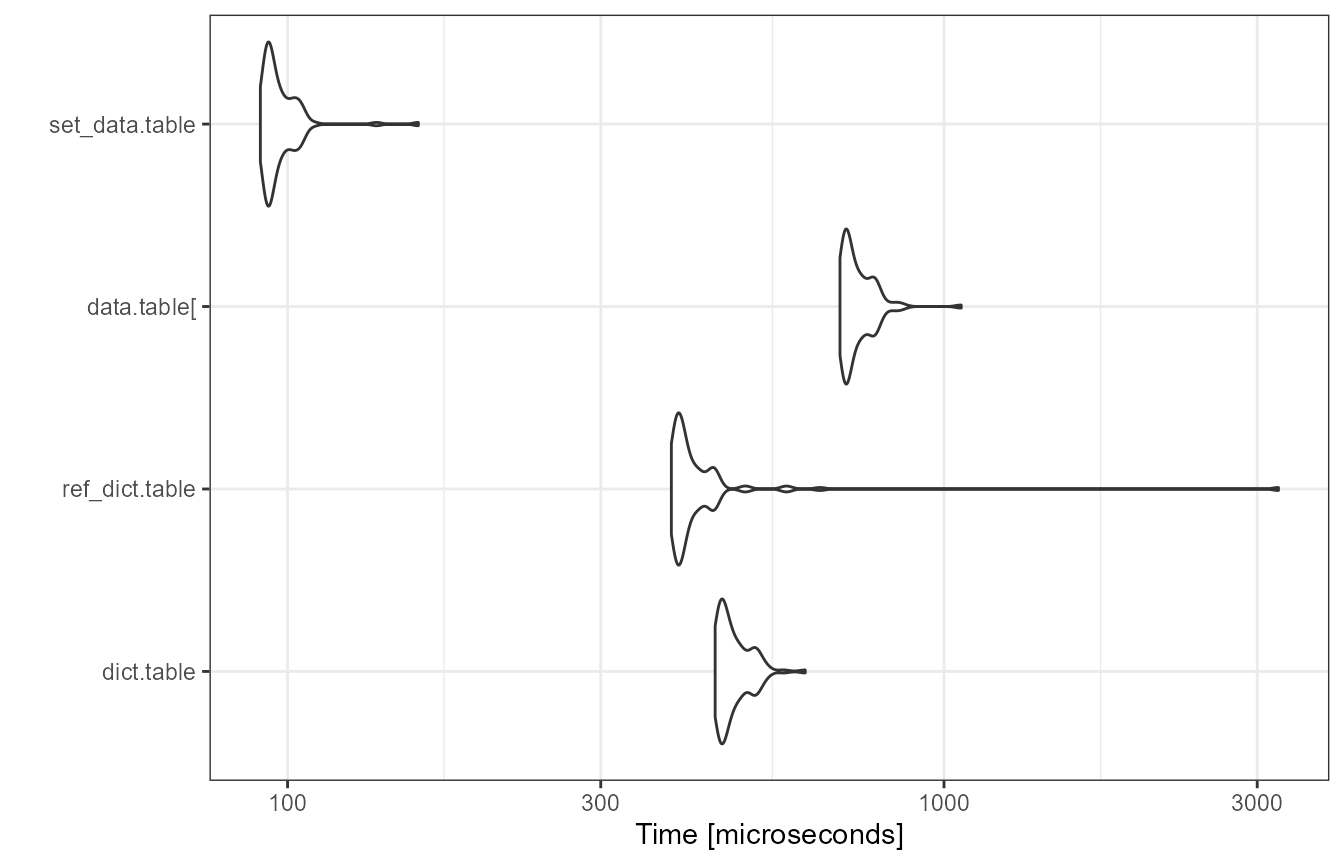 set_data.table
data.table[
ref_dict.table
dict.table
100 300 1000 3000
Time [microseconds]